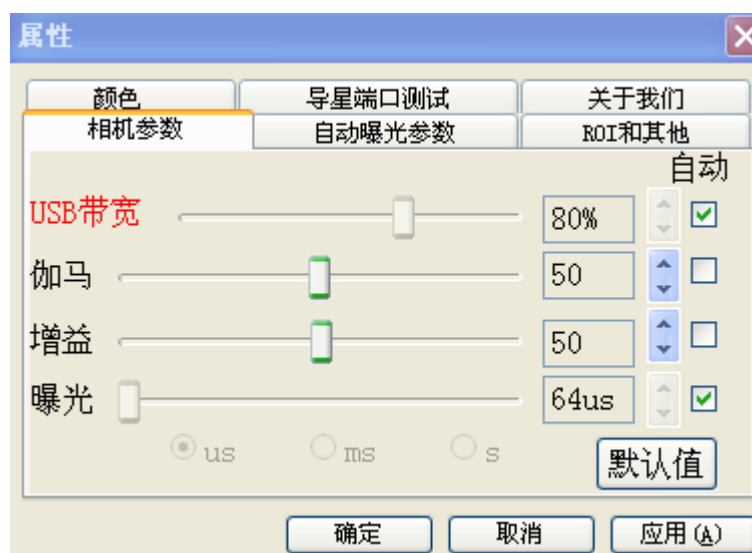 属性
颜色 导星端口测试 关于我们
相机参数 自动曝光参数 ROI和其他
自动
USB带宽 80%
伽马 50
增益 50
曝光 64us
us ms s
默认值
确定 取消 应用(A)